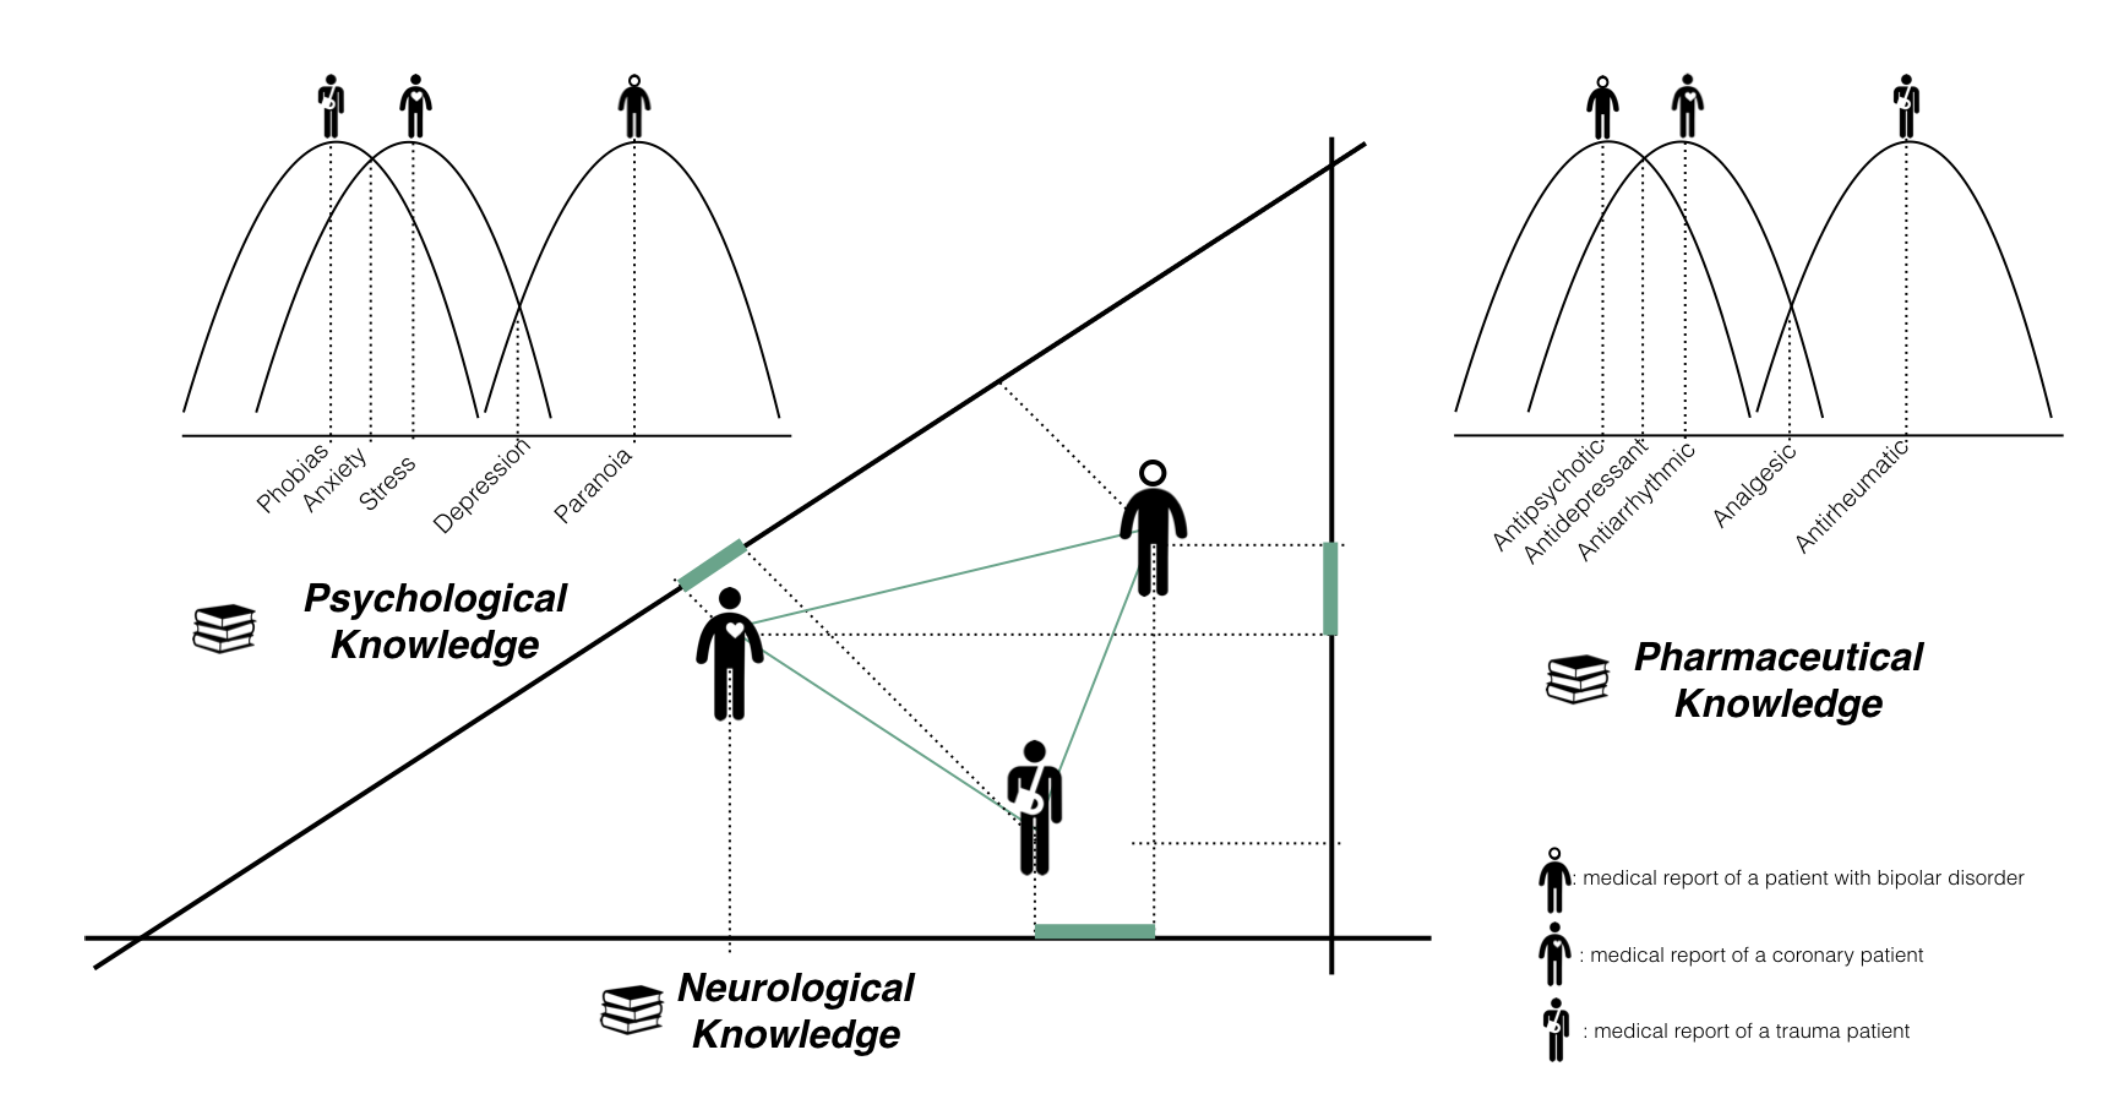 Phobias
Anxiety
Stress
Depression
Paranoia
Antipsychotic
Antidepressant
Antiarrhythmic
Analgesic
Antirheumatic
Psychological
Knowledge
Pharmaceutical
Knowledge
Neurological
Knowledge
: medical report of a patient with bipolar disorder
: medical report of a coronary patient
: medical report of a trauma patient